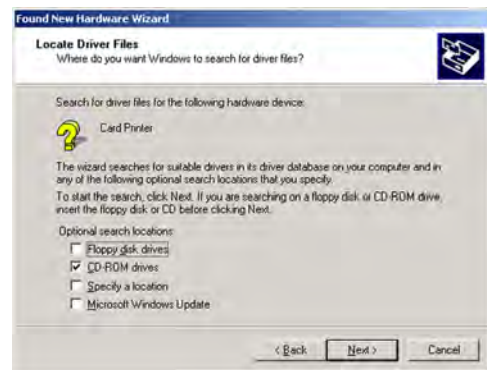 Found New Hardware Wizard
Locate Driver Files
Where do you want Windows to search for driver files?
Search for driver files for the following hardware device:
Card Printer
The wizard searches for suitable drivers in its driver database on your computer and in
any of the following optional search locations that you specify.
To start the search, click Next. If you are searching on a floppy disk or CD-ROM drive,
insert the floppy disk or CD before clicking Next.
Optional search locations:
Floppy disk drives
CD-ROM drives
Specify a location
Microsoft Windows Update
< Back
Next >
Cancel